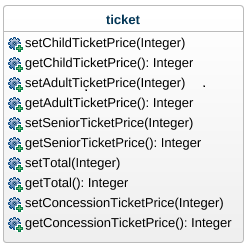 ticket
setChildTicketPrice(Integer)
getChildTicketPrice(): Integer
setAdultTicketPrice(Integer)
getAdultTicketPrice(): Integer
setSeniorTicketPrice(Integer)
getSeniorTicketPrice(): Integer
setTotal(Integer)
getTotal(): Integer
setConcessionTicketPrice(Integer)
getConcessionTicketPrice(): Integer